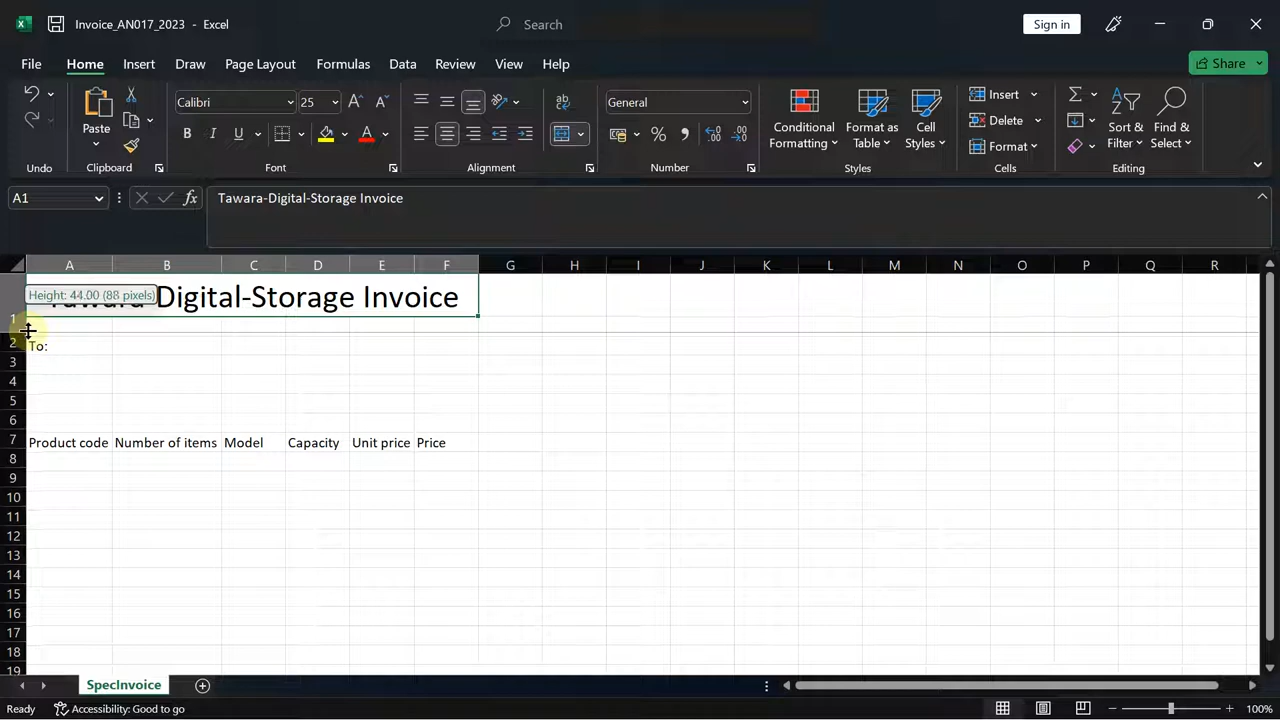 Invoice_AN017_2023 - Excel
Search
Sign in
File Home Insert Draw Page Layout Formulas Data Review View Help
Share
Paste
Calibri 25
General
Conditional Formatting
Format as Table
Cell Styles
Insert
Delete
Format
Sort & Filter
Find & Select
Undo Clipboard Font Alignment Number Styles Cells Editing
A1 fx Tawara-Digital-Storage Invoice
A B C D E F G H I J K L M N O P Q R
Height: 44.00 (88 pixels)
Digital-Storage Invoice
1
2 To:
3
4
5
6
7 Product code Number of items Model Capacity Unit price Price
8
9
10
11
12
13
14
15
16
17
18
19
SpecInvoice
Ready Accessibility: Good to go 100%